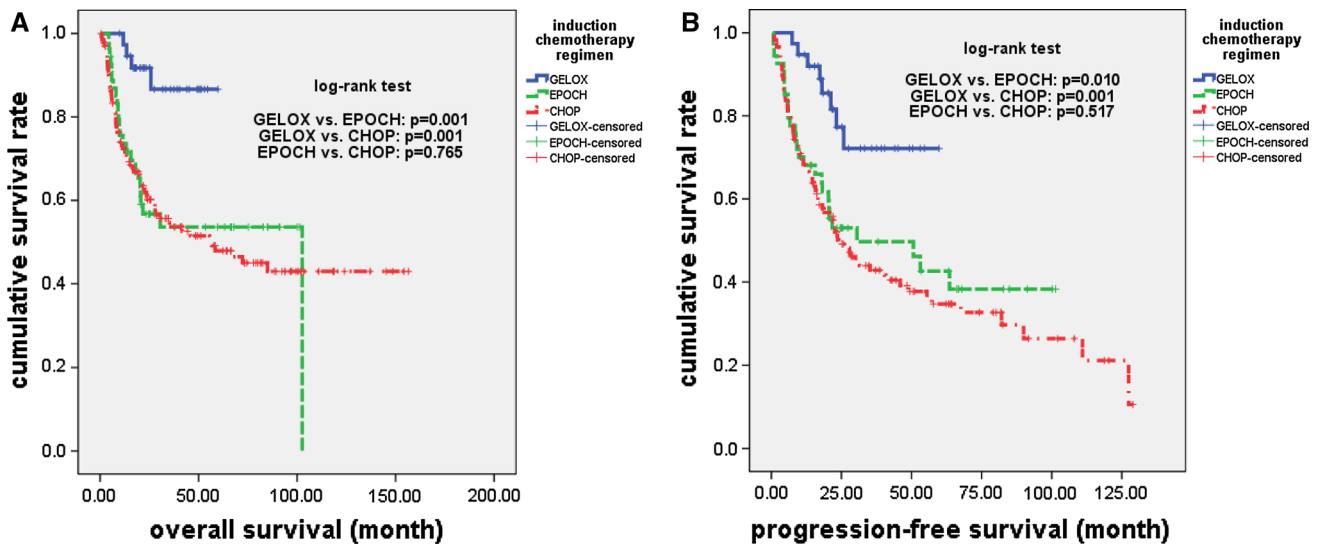 A
cumulative survival rate
1.0
0.8
0.6
0.4
0.2
0.0
0.00
50.00
100.00
150.00
200.00
overall survival (month)
log-rank test
GELOX vs. EPOCH: p=0.001
GELOX vs. CHOP: p=0.001
EPOCH vs. CHOP: p=0.765
induction
chemotherapy
regimen
GELOX
EPOCH
CHOP
GELOX-censored
EPOCH-censored
CHOP-censored
B
cumulative survival rate
1.0
0.8
0.6
0.4
0.2
0.0
0.00
25.00
50.00
75.00
100.00
125.00
progression-free survival (month)
log-rank test
GELOX vs. EPOCH: p=0.010
GELOX vs. CHOP: p=0.001
EPOCH vs. CHOP: p=0.517
induction
chemotherapy
regimen
GELOX
EPOCH
CHOP
GELOX-censored
EPOCH-censored
CHOP-censored